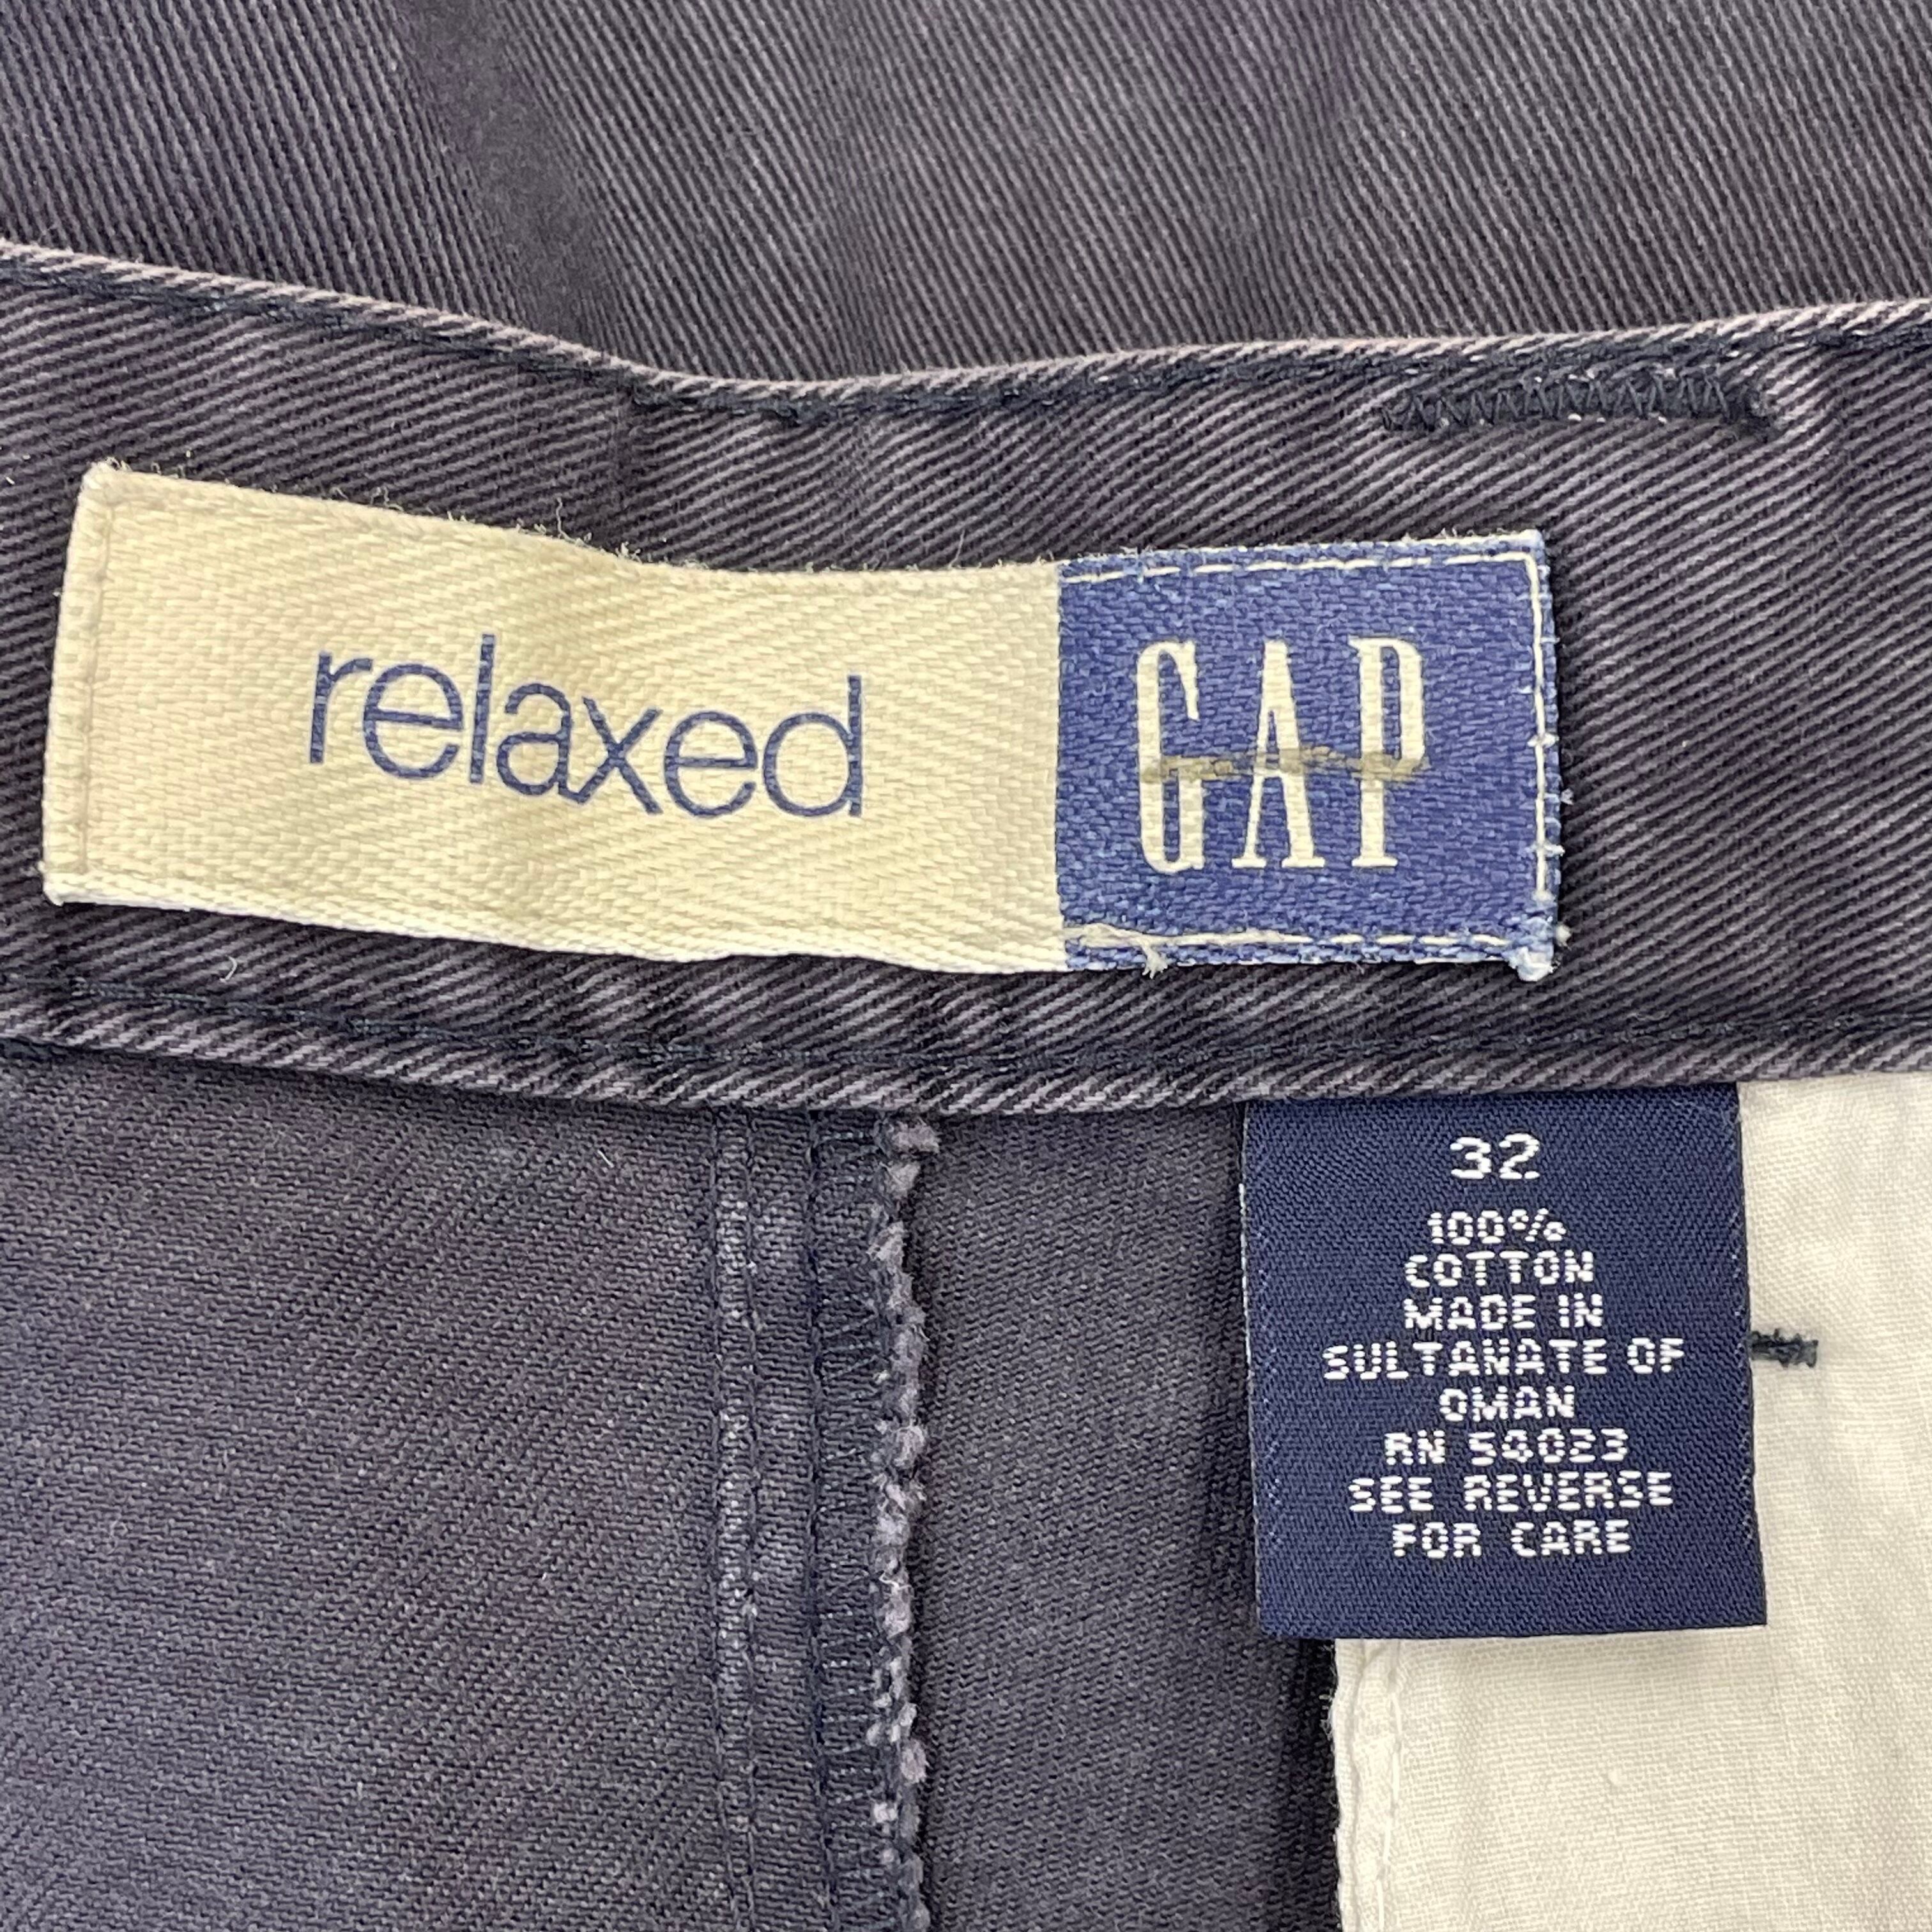 relaxed GAP
32
100%
COTTON
MADE IN
SULTANATE OF
OMAN
RN 54023
SEE REVERSE
FOR CARE